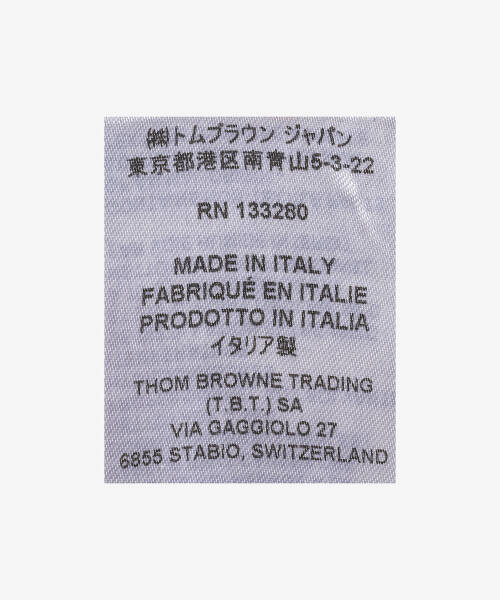 ㈱トムブラウン ジャパン
東京都港区南青山5-3-22
RN 133280
MADE IN ITALY
FABRIQUÉ EN ITALIE
PRODOTTO IN ITALIA
イタリア製
THOM BROWNE TRADING
(T.B.T.) SA
VIA GAGGIOLO 27
6855 STABIO, SWITZERLAND